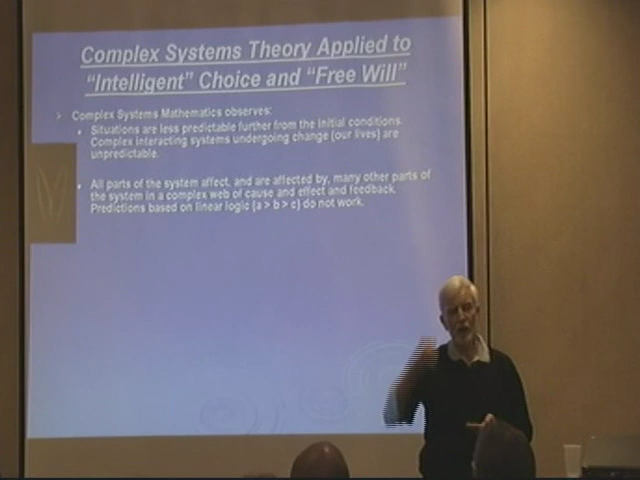 Complex Systems Theory Applied to
"Intelligent" Choice and "Free Will"
Complex Systems Mathematics observes:
Situations are less predictable further from the initial conditions.
Complex interacting systems undergoing change (our lives) are
unpredictable.
All parts of the system affect, and are affected by, many other parts of
the system in a complex web of cause and effect and feedback.
Predictions based on linear logic (a > b > c) do not work.